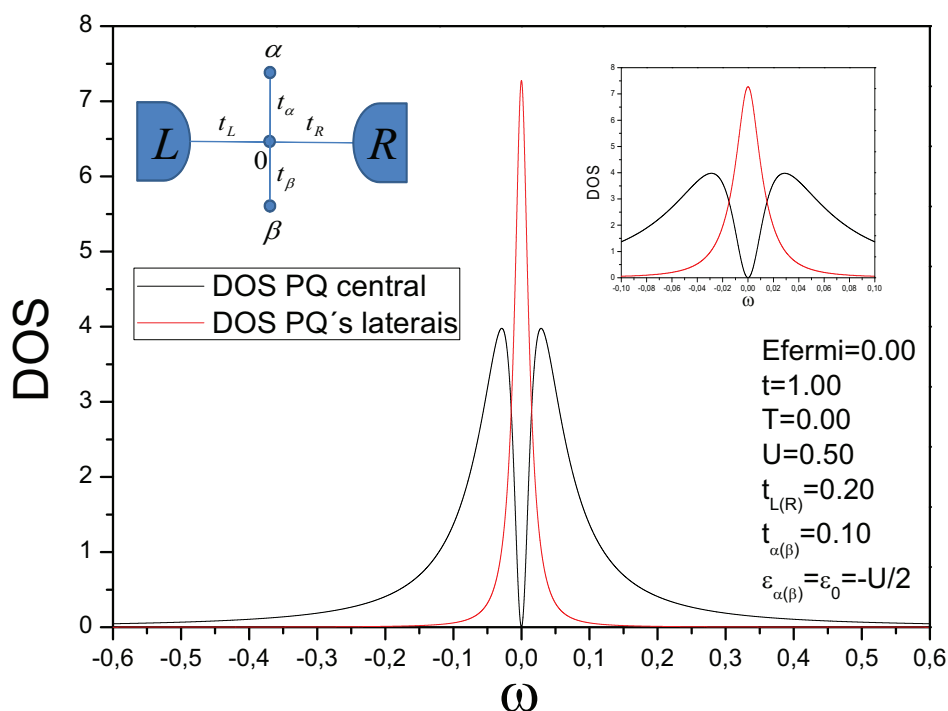 DOS
8
7
6
5
4
3
2
1
0
-0,6 -0,5 -0,4 -0,3 -0,2 -0,1 0,0 0,1 0,2 0,3 0,4 0,5 0,6
ω
α
t_α
t_L t_R
L R
0
t_β
β
DOS PQ central
DOS PQ´s laterais
DOS
8
7
6
5
4
3
2
1
0
-0,10 -0,08 -0,06 -0,04 -0,02 0,00 0,02 0,04 0,06 0,08 0,10
ω
Efermi=0.00
t=1.00
T=0.00
U=0.50
t_L(R)=0.20
t_α(β)=0.10
ε_α(β)=ε_0=-U/2